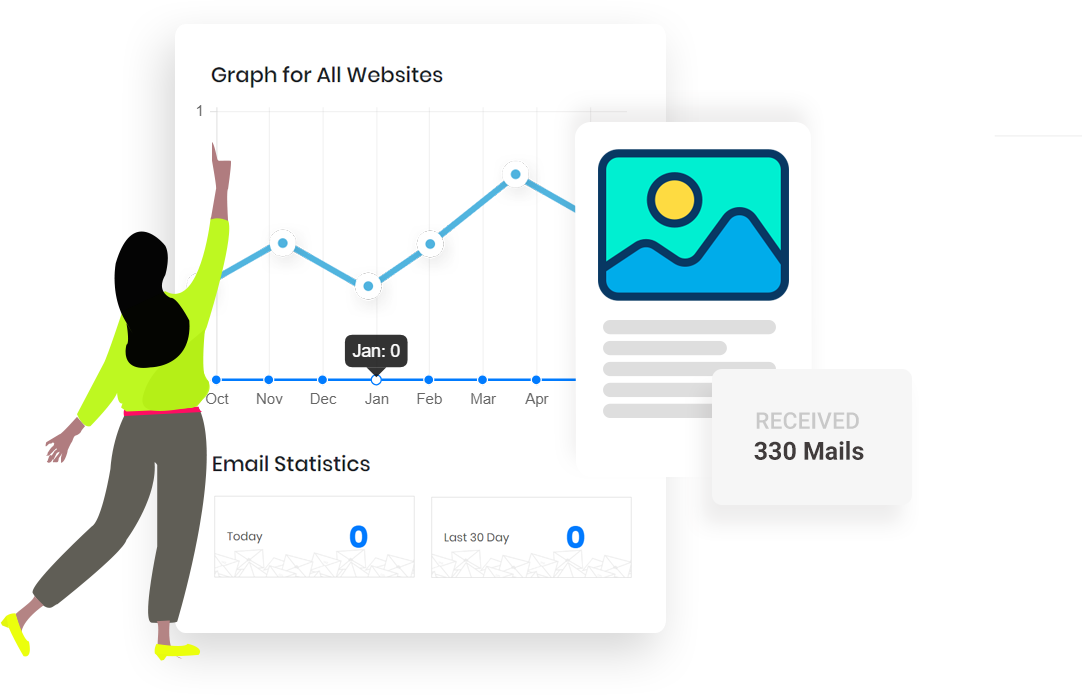 Graph for All Websites
1
Jan: 0
Oct Nov Dec Jan Feb Mar Apr
RECEIVED
330 Mails
Email Statistics
Today 0
Last 30 Day 0